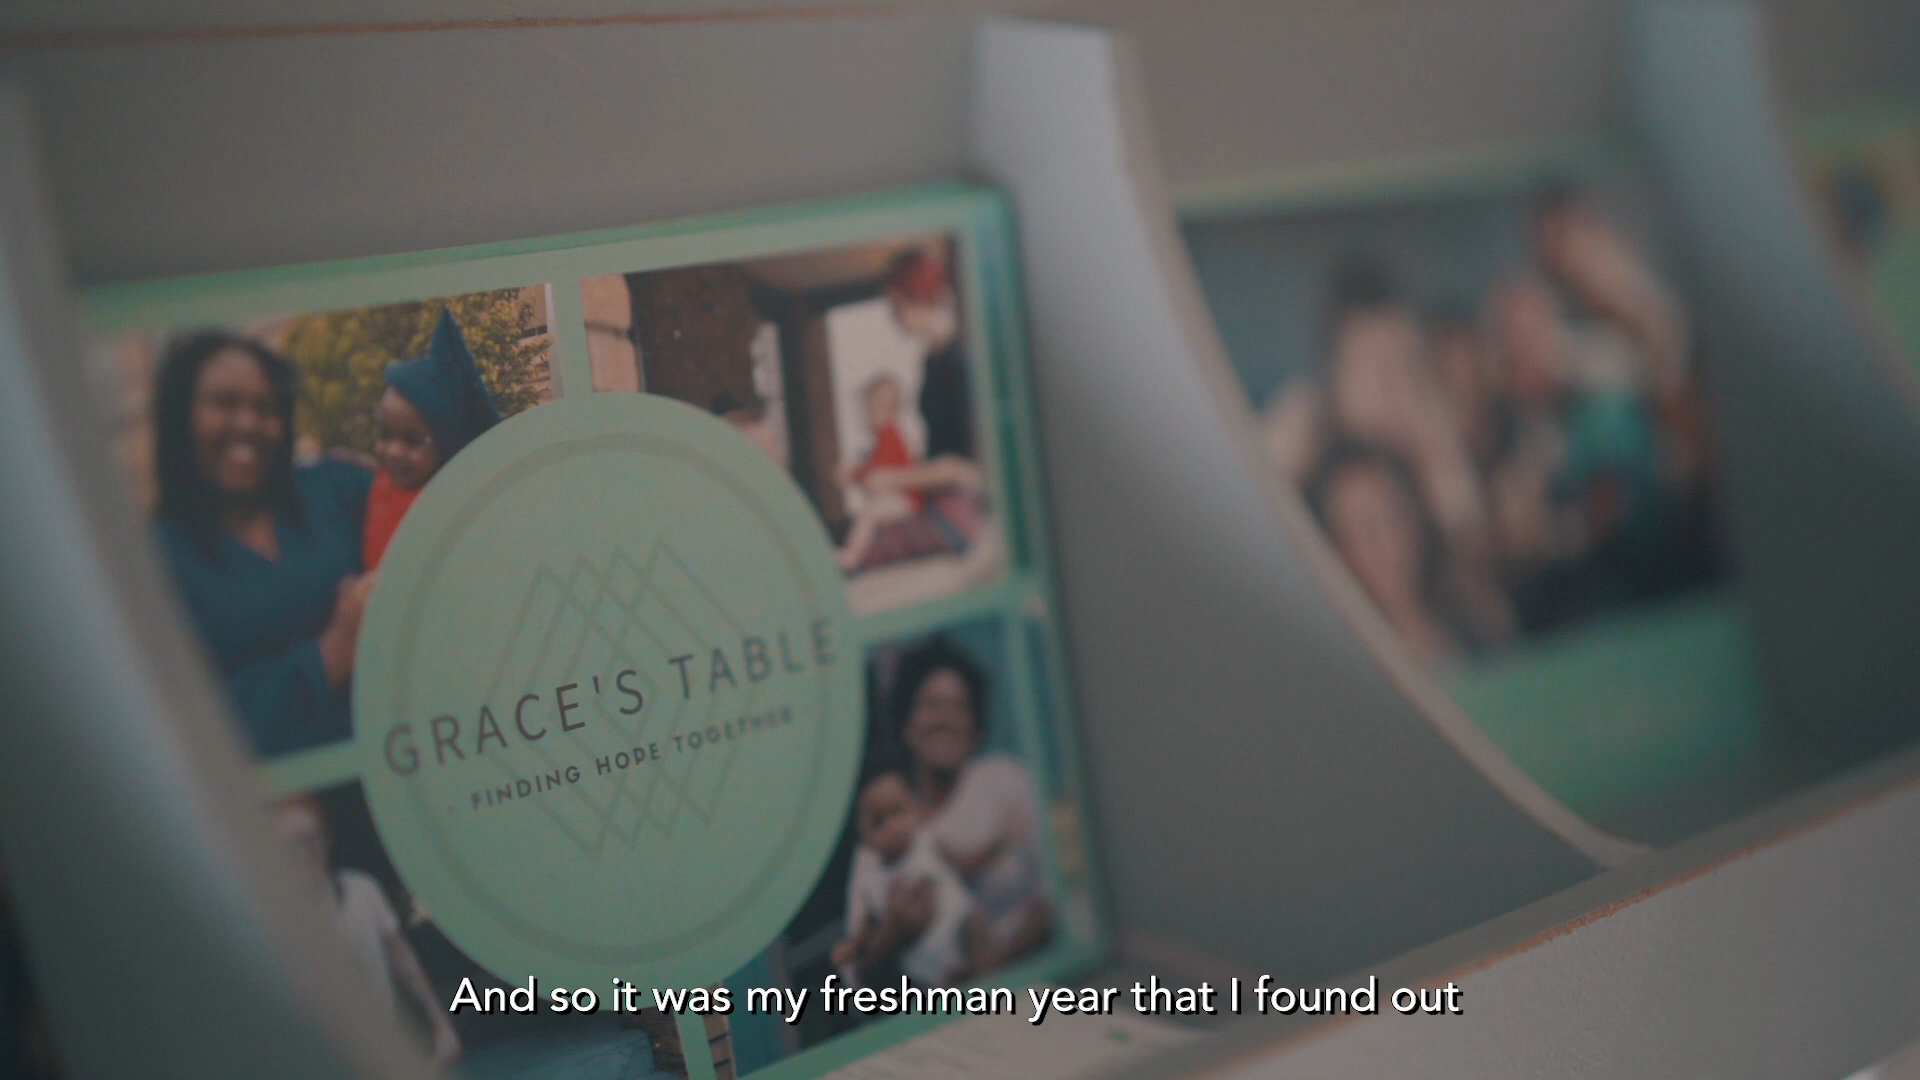 GRACE'S TABLE
FINDING HOPE TOGETHER
And so it was my freshman year that I found out